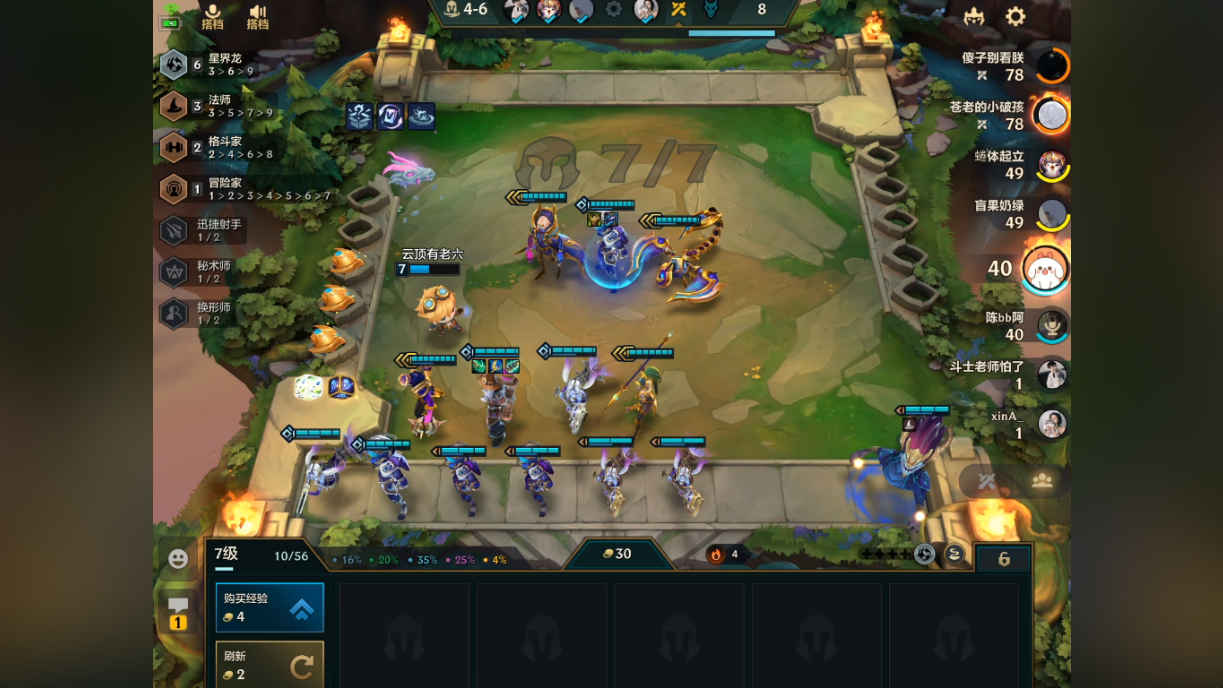 搭档
搭档
4-6
8
6
星界龙
3 > 6 > 9
3
法师
3 > 5 > 7 > 9
2
格斗家
2 > 4 > 6 > 8
1
冒险家
1 > 2 > 3 > 4 > 5 > 6 > 7
迅捷射手
1 / 2
秘术师
1 / 2
换形师
1 / 2
7/7
云顶有老六
7
傻子别看朕
78
苍老的小破孩
78
蜷体起立
49
盲果奶绿
49
40
陈bb阿
40
斗士老师怕了
1
xinA_
1
7级
10/56
16%
20%
35%
25%
4%
30
4
购买经验
4
刷新
2
1